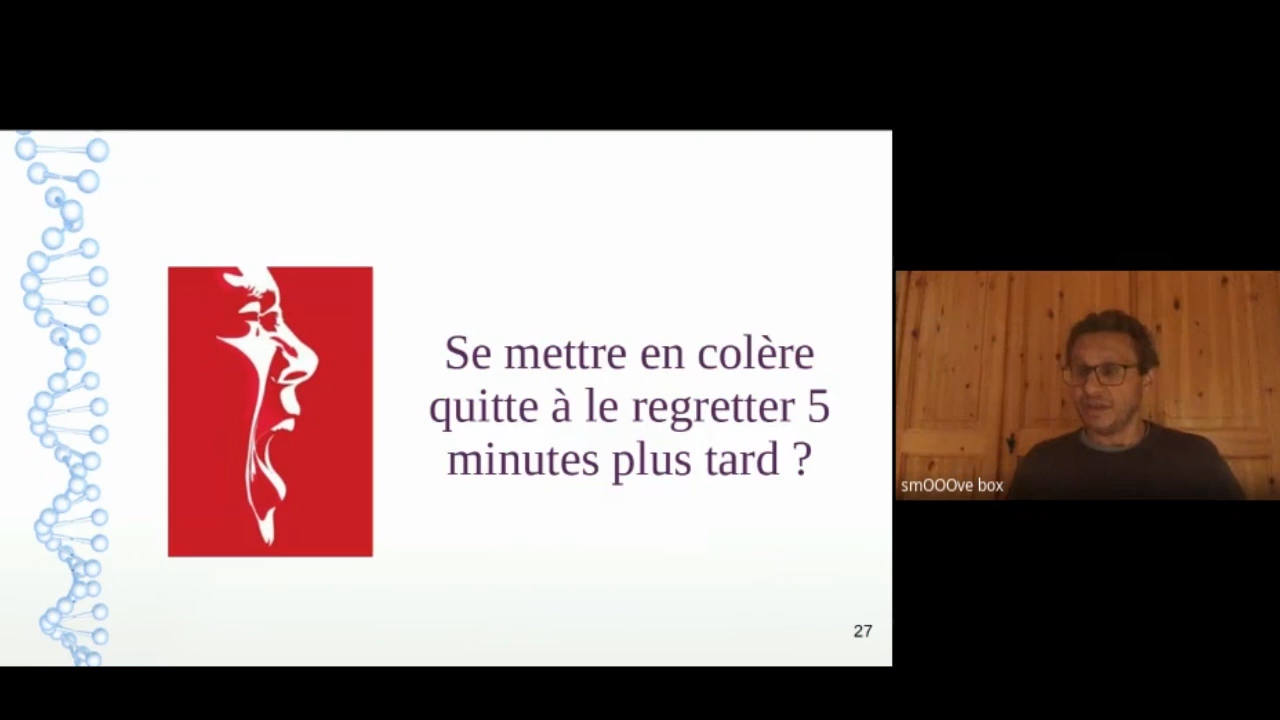 Se mettre en colère
quitte à le regretter 5
minutes plus tard ?
27
smOOOve box